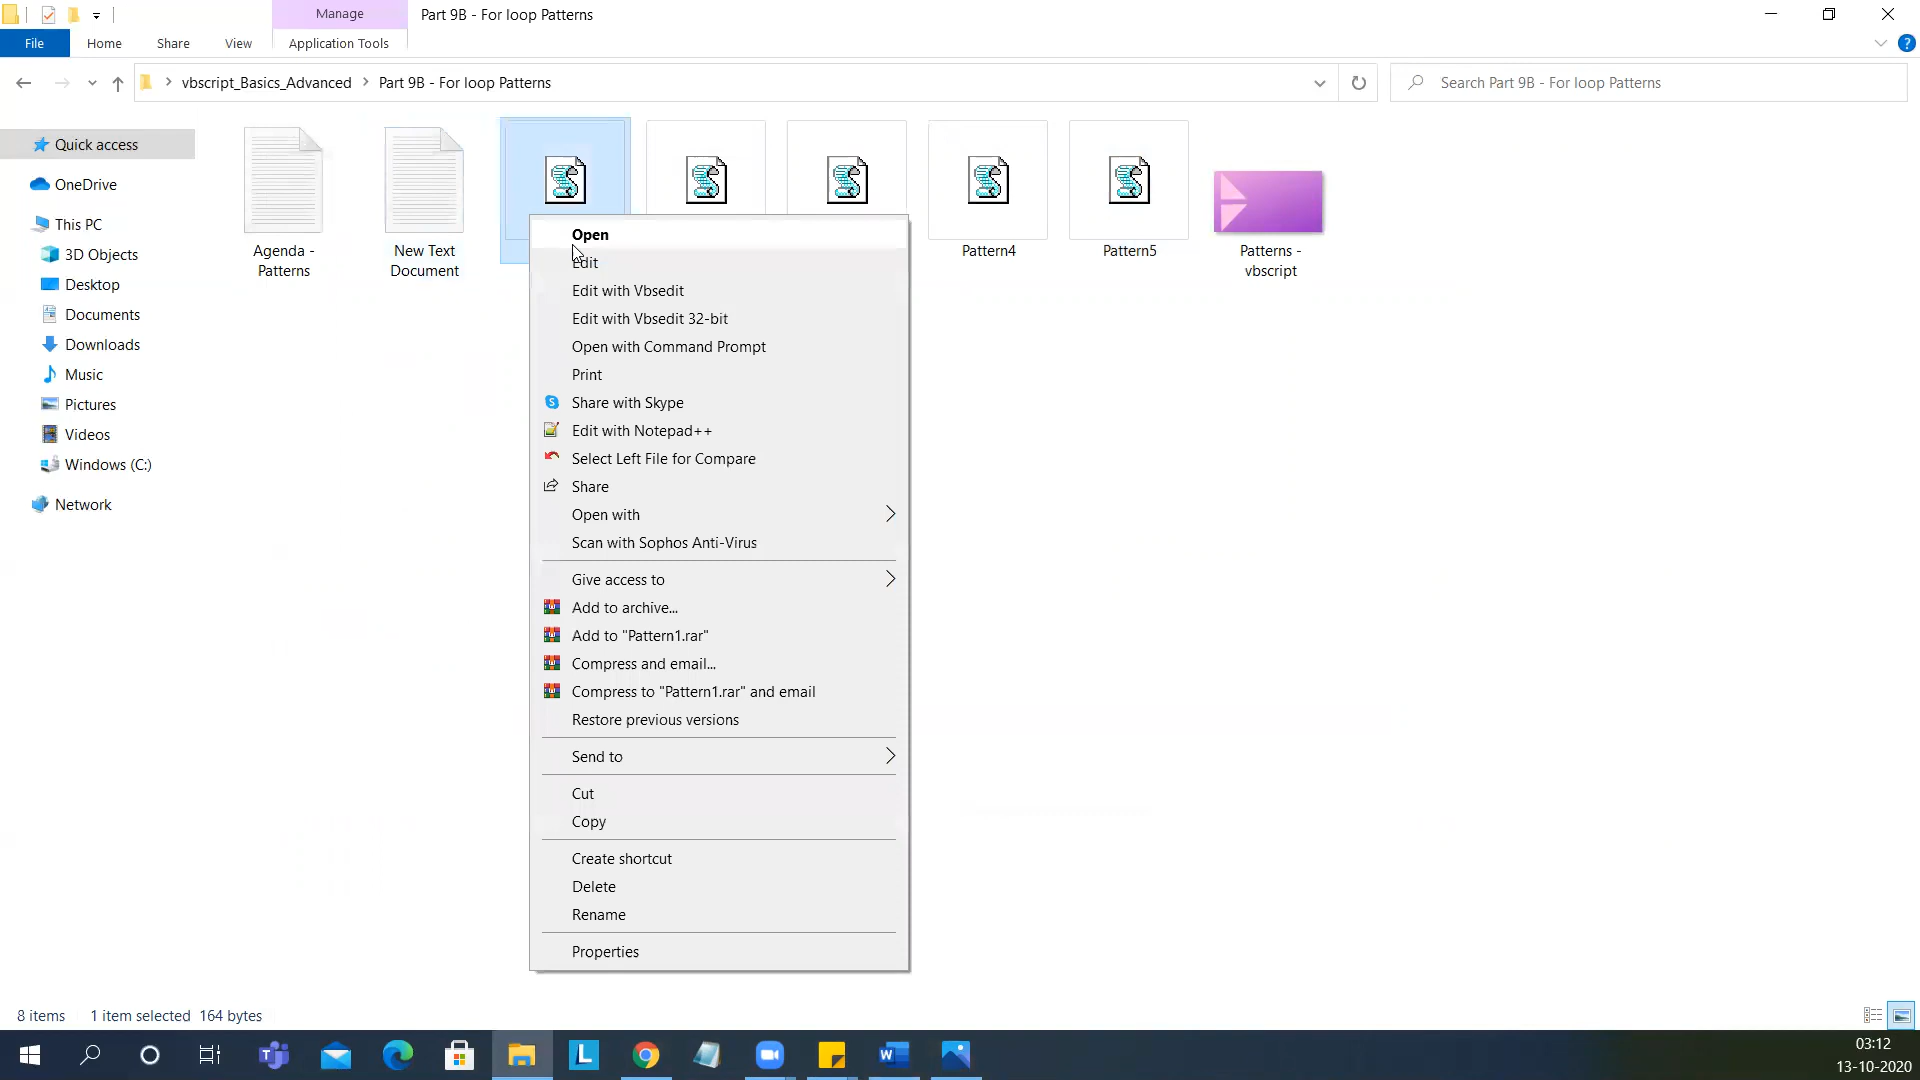 Manage
Part 9B - For loop Patterns
File
Home
Share
View
Application Tools
vbscript_Basics_Advanced
Part 9B - For loop Patterns
Search Part 9B - For loop Patterns
Quick access
OneDrive
This PC
3D Objects
Desktop
Documents
Downloads
Music
Pictures
Videos
Windows (C:)
Network
Agenda -
Patterns
New Text
Document
Pattern4
Pattern5
Patterns -
vbscript
Open
Edit
Edit with Vbsedit
Edit with Vbsedit 32-bit
Open with Command Prompt
Print
Share with Skype
Edit with Notepad++
Select Left File for Compare
Share
Open with
Scan with Sophos Anti-Virus
Give access to
Add to archive...
Add to "Pattern1.rar"
Compress and email...
Compress to "Pattern1.rar" and email
Restore previous versions
Send to
Cut
Copy
Create shortcut
Delete
Rename
Properties
8 items
1 item selected 164 bytes
03:12
13-10-2020